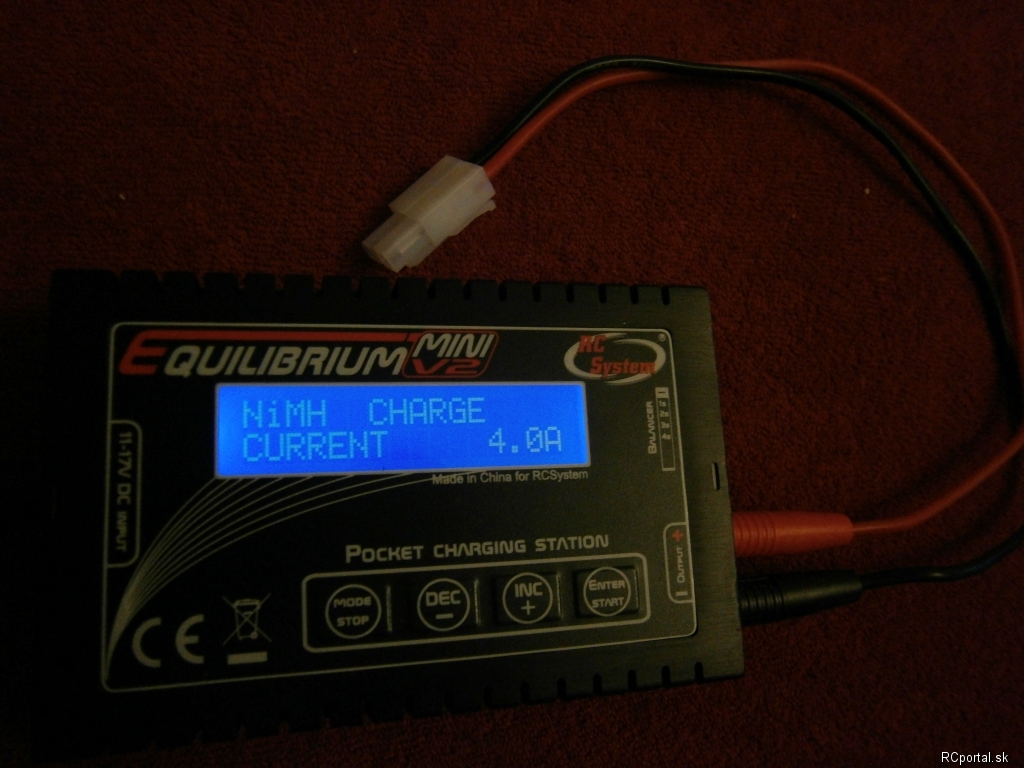 EQUILIBRIUM MINI V2
RC System ®
NiMH CHARGE
CURRENT 4.0A
Made in China for RCSystem
11-17V DC INPUT
BALANCER
POCKET CHARGING STATION
OUTPUT
+
−
MODE STOP
DEC −
INC +
ENTER START
CE
RCportal.sk